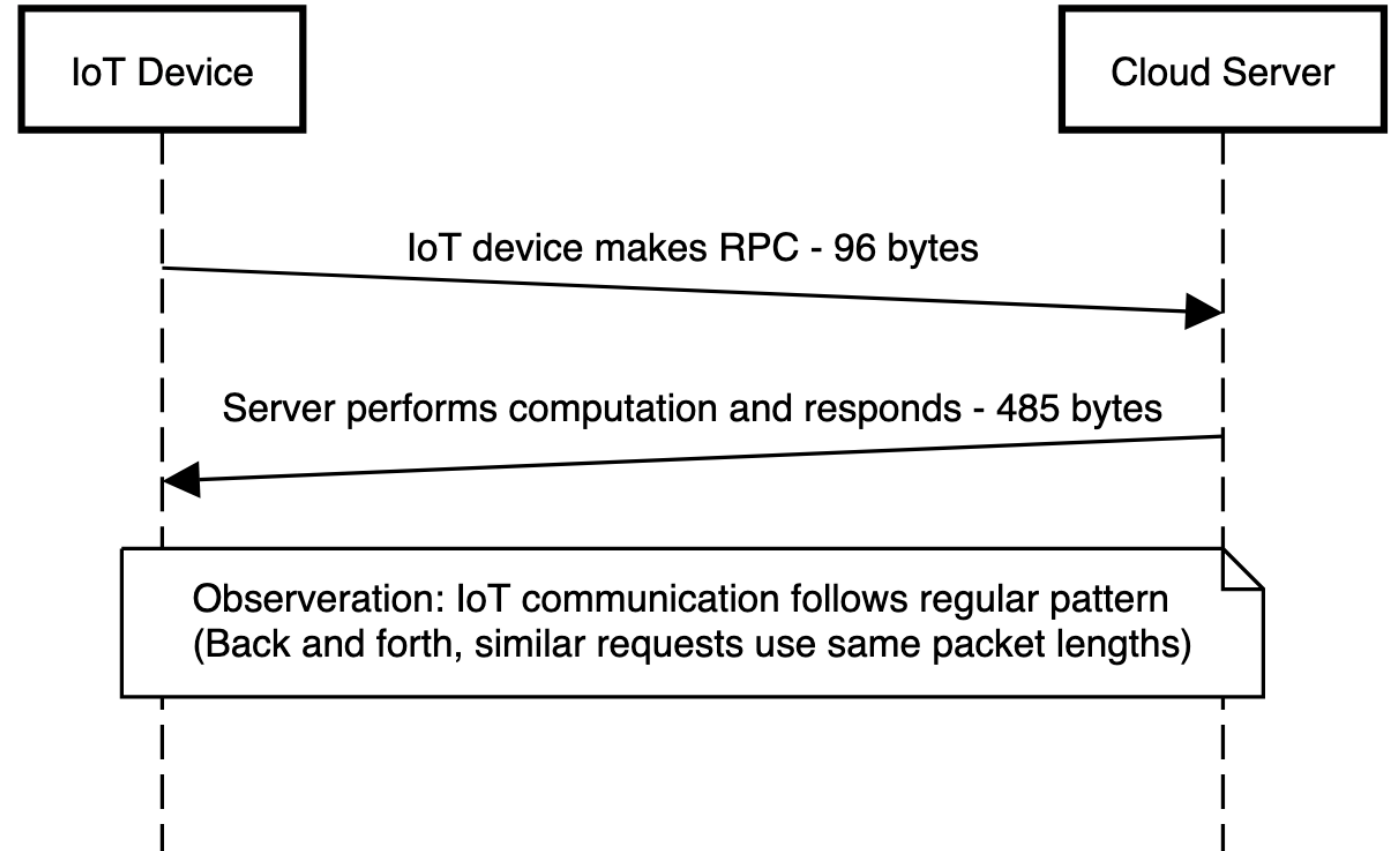 IoT Device
Cloud Server
IoT device makes RPC - 96 bytes
Server performs computation and responds - 485 bytes
Observeration: IoT communication follows regular pattern
(Back and forth, similar requests use same packet lengths)